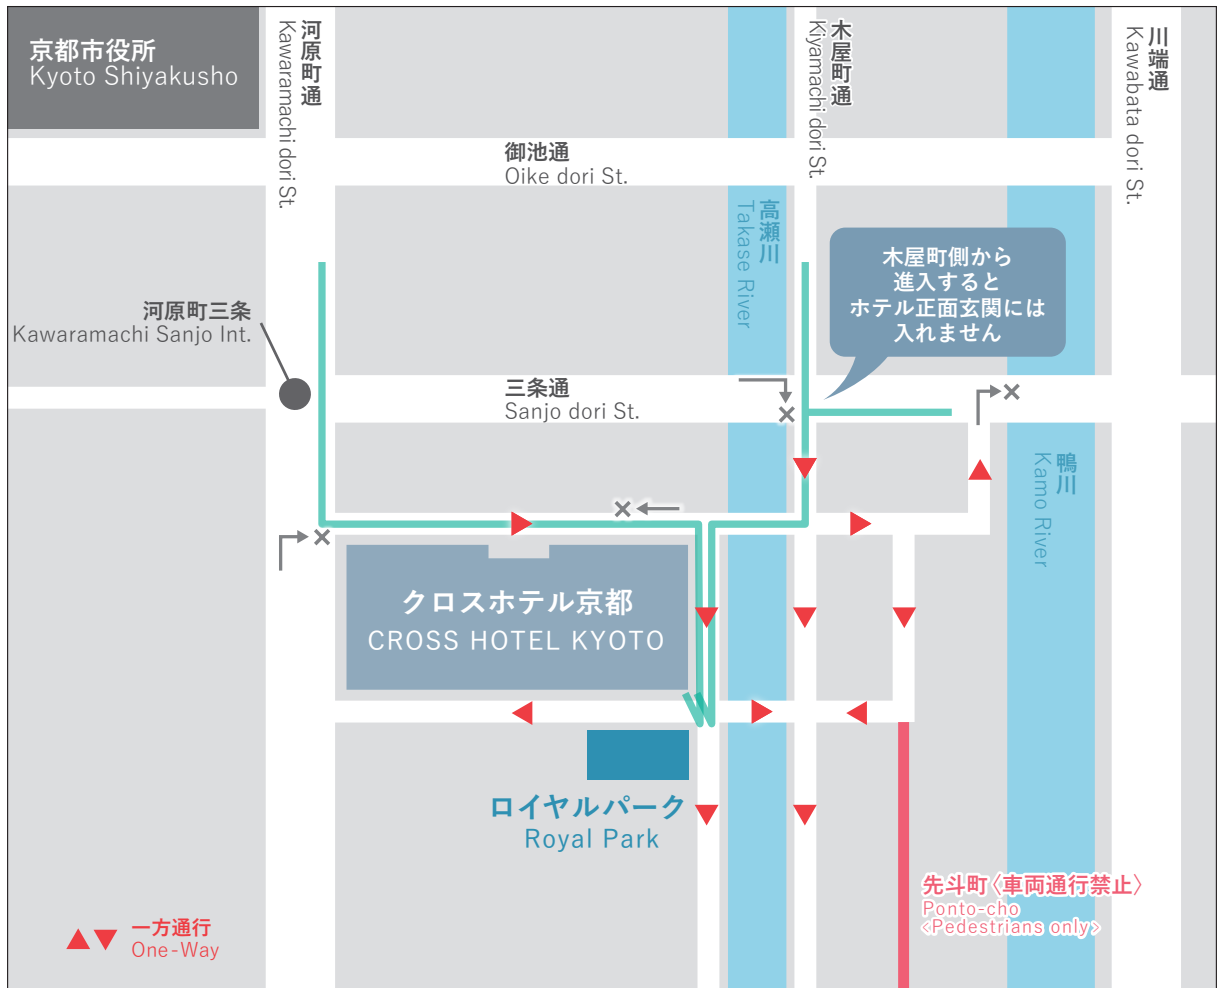 京都市役所
Kyoto Shiyakusho
河原町通
Kawaramachi dori St.
木屋町通
Kiyamachi dori St.
川端通
Kawabata dori St.
御池通
Oike dori St.
高瀬川
Takase River
木屋町側から
進入すると
ホテル正面玄関には
入れません
河原町三条
Kawaramachi Sanjo Int.
三条通
Sanjo dori St.
鴨川
Kamo River
クロスホテル京都
CROSS HOTEL KYOTO
ロイヤルパーク
Royal Park
先斗町〈車両通行禁止〉
Ponto-cho
<Pedestrians only>
一方通行
One-Way